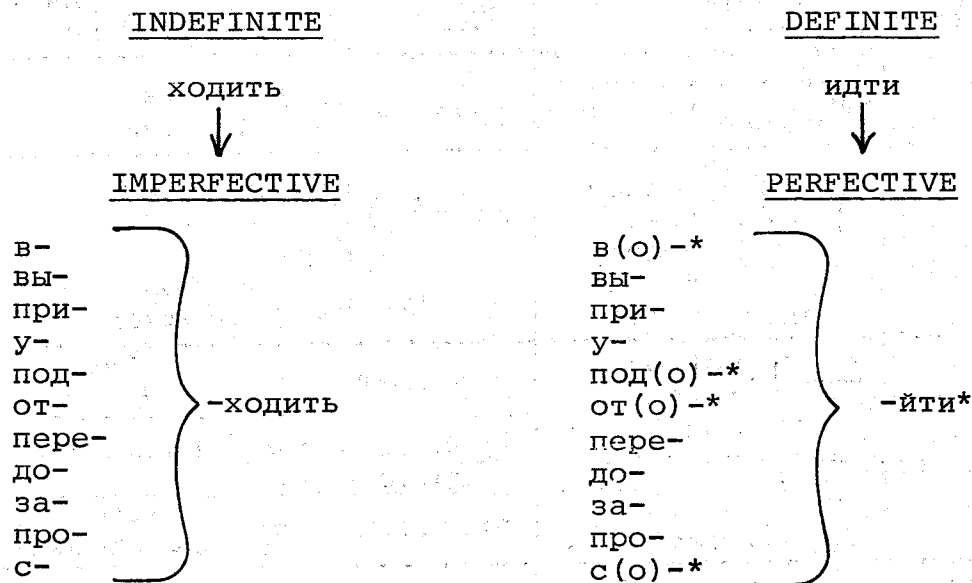 INDEFINITE DEFINITE
ходить идти
IMPERFECTIVE PERFECTIVE
в- в(о)-*
вы- вы-
при- при-
у- у-
под- под(о)-*
от- -ходить от(о)-* -йти*
пере- пере-
до- до-
за- за-
про- про-
с- с(о)-*